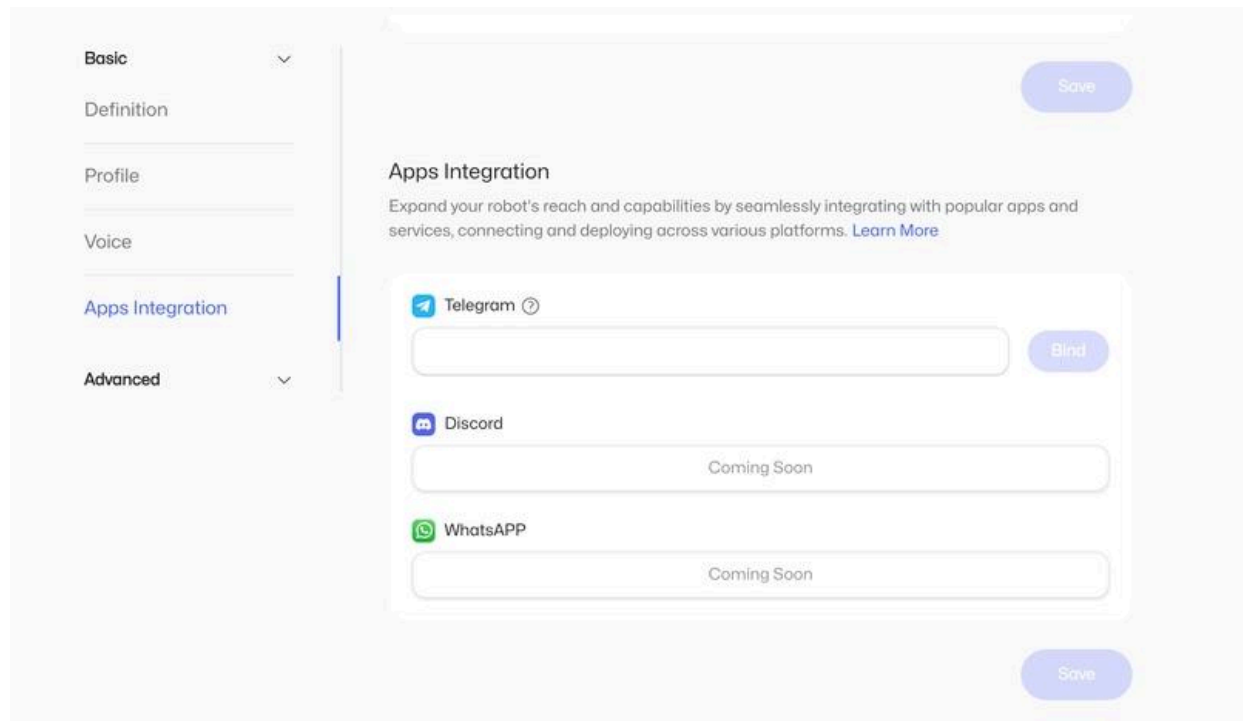 Basic
Definition
Profile
Voice
Apps Integration
Advanced
Save
Apps Integration
Expand your robot's reach and capabilities by seamlessly integrating with popular apps and
services, connecting and deploying across various platforms. Learn More
Telegram
Bind
Discord
Coming Soon
WhatsAPP
Coming Soon
Save